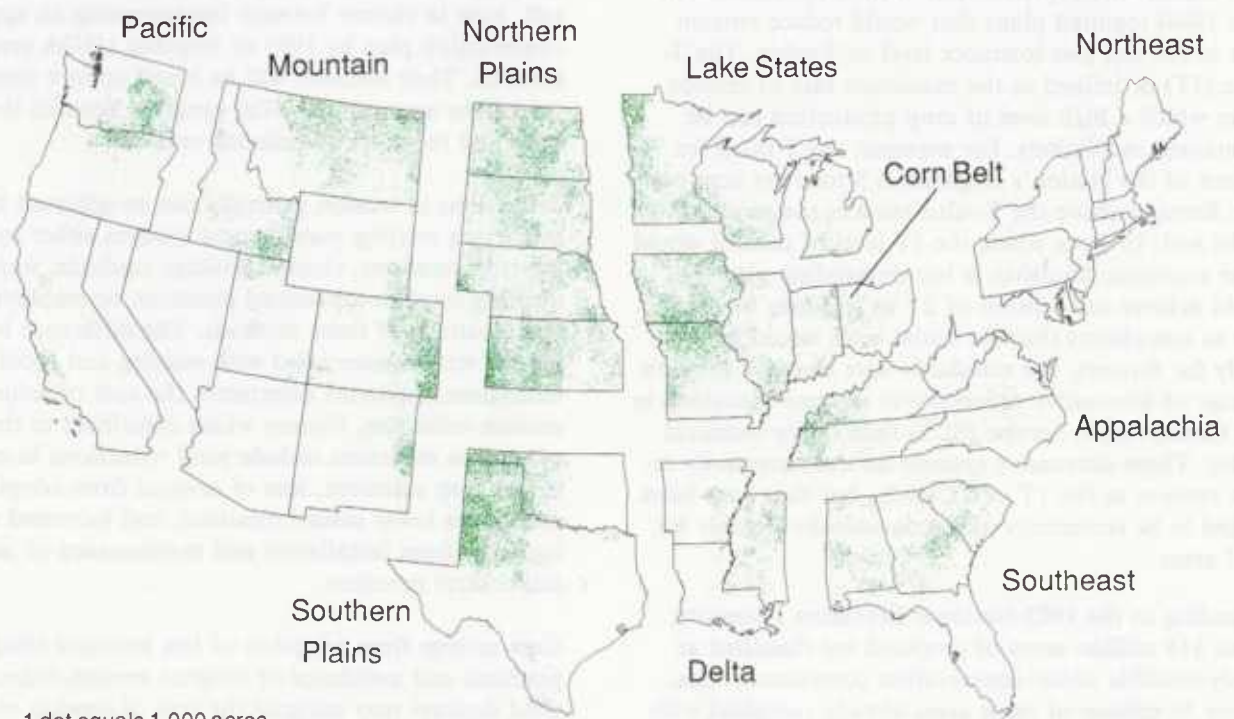 Pacific
Mountain
Northern
Plains
Lake States
Northeast
Corn Belt
Appalachia
Southeast
Delta
Southern
Plains
1 dot equals 1,000 acres